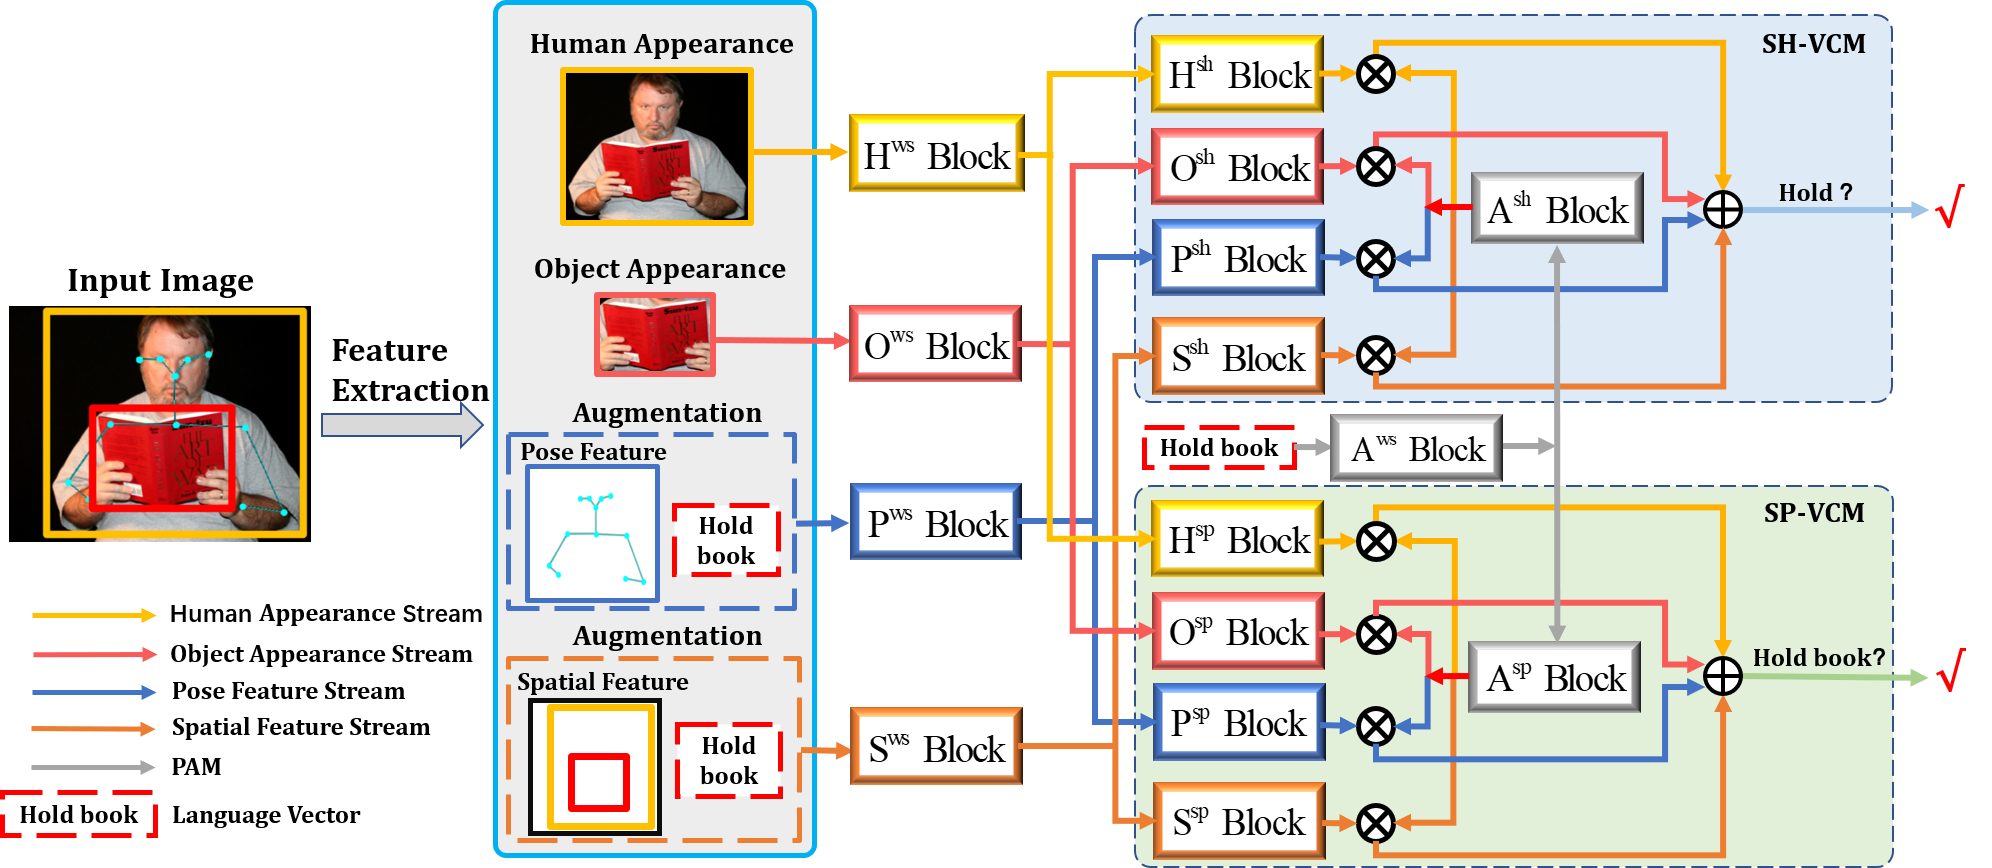 Input Image
Feature
Extraction
Human Appearance Stream
Object Appearance Stream
Pose Feature Stream
Spatial Feature Stream
PAM
Hold book
Language Vector
Human Appearance
Object Appearance
Augmentation
Pose Feature
Hold
book
Augmentation
Spatial Feature
Hold
book
H^ws Block
O^ws Block
P^ws Block
S^ws Block
SH-VCM
H^sh Block
O^sh Block
P^sh Block
S^sh Block
A^sh Block
Hold？
√
Hold book
A^ws Block
SP-VCM
H^sp Block
O^sp Block
P^sp Block
S^sp Block
A^sp Block
Hold book？
√